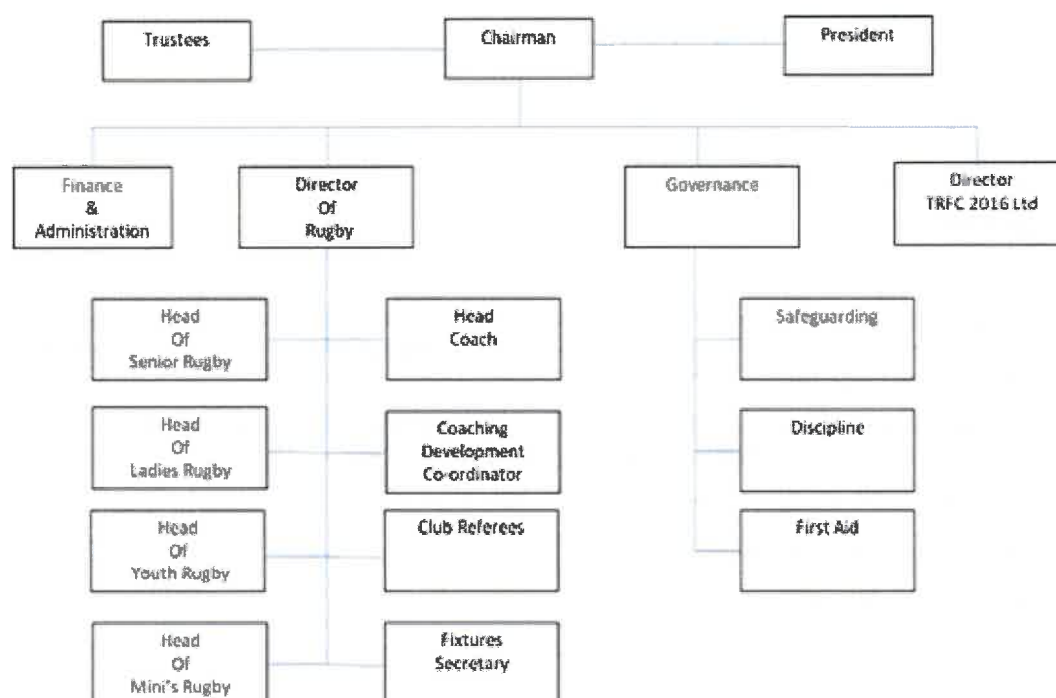 Trustees
Chairman
President
Finance
&
Administration
Director
Of
Rugby
Governance
Director
TRFC 2016 Ltd
Head
Of
Senior Rugby
Head
Coach
Safeguarding
Head
Of
Ladies Rugby
Coaching
Development
Co-ordinator
Discipline
Head
Of
Youth Rugby
Club Referees
First Aid
Head
Of
Mini's Rugby
Fixtures
Secretary